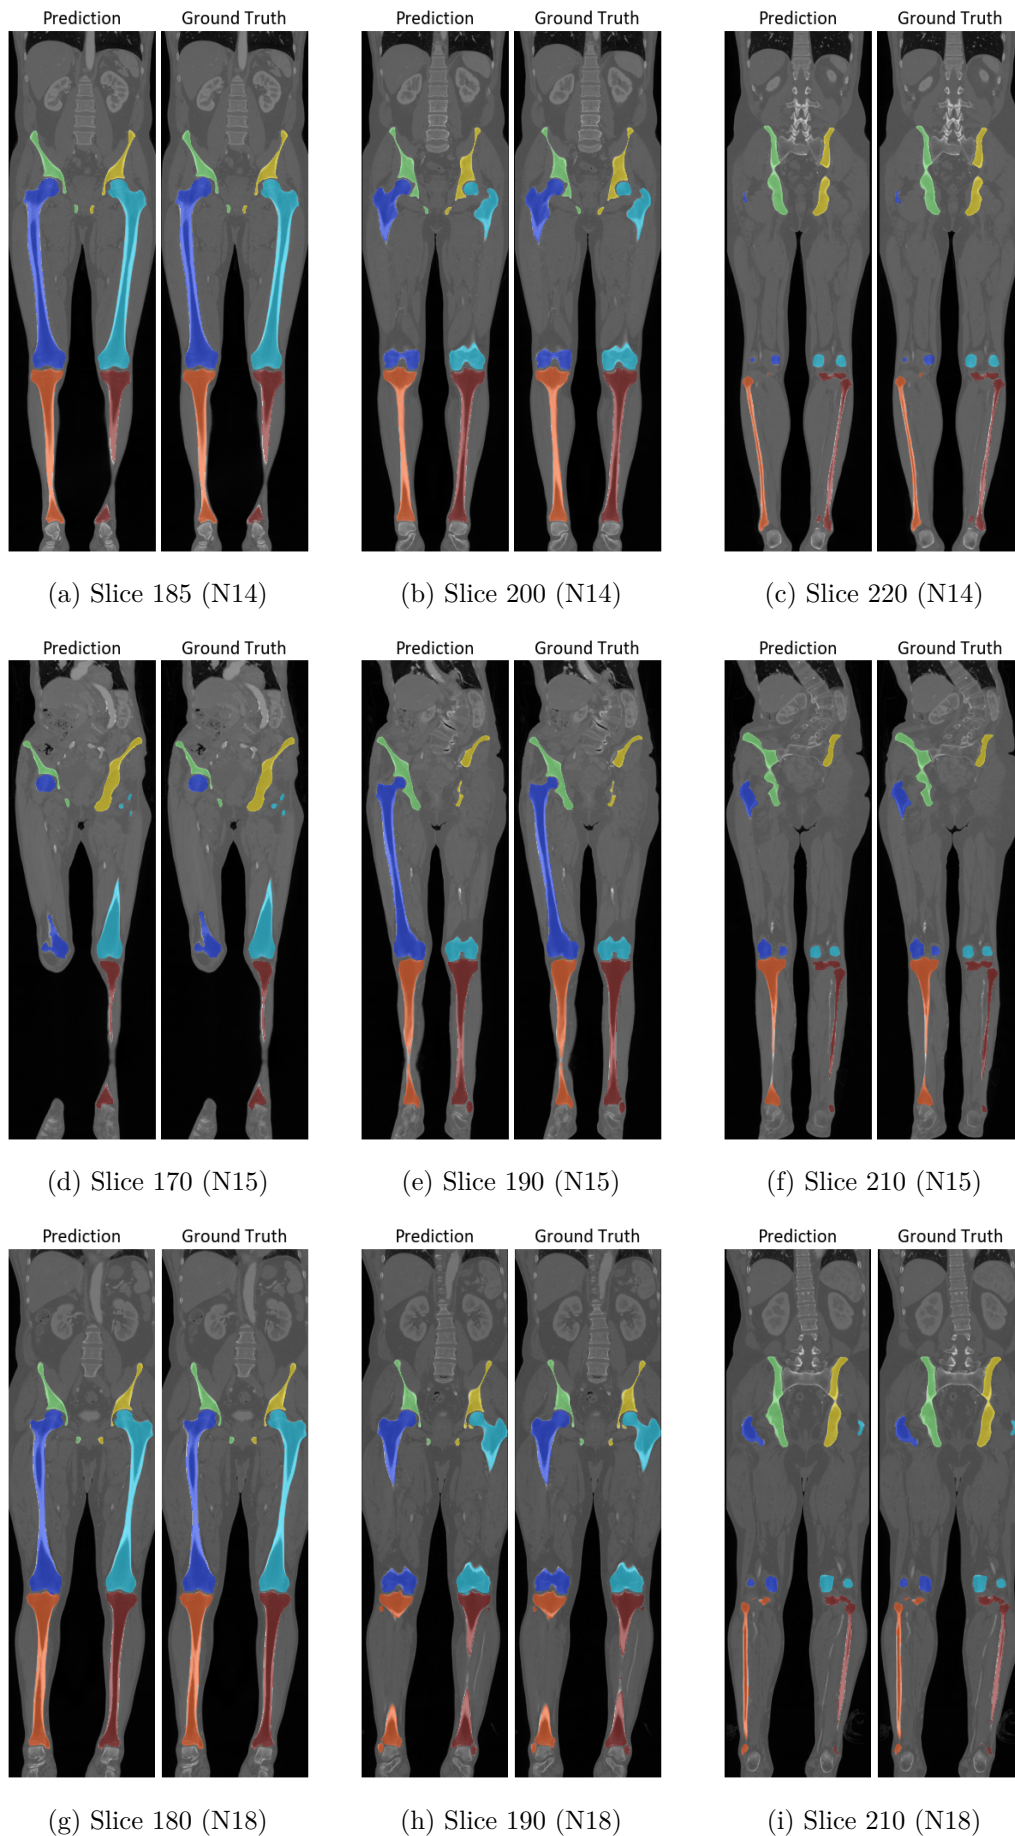 Prediction Ground Truth Prediction Ground Truth Prediction Ground Truth
(a) Slice 185 (N14) (b) Slice 200 (N14) (c) Slice 220 (N14)
Prediction Ground Truth Prediction Ground Truth Prediction Ground Truth
(d) Slice 170 (N15) (e) Slice 190 (N15) (f) Slice 210 (N15)
Prediction Ground Truth Prediction Ground Truth Prediction Ground Truth
(g) Slice 180 (N18) (h) Slice 190 (N18) (i) Slice 210 (N18)